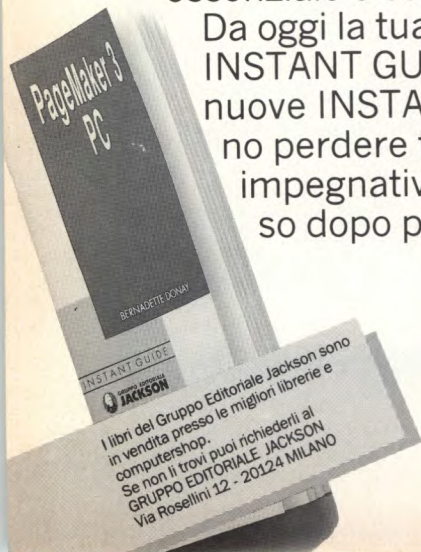 Da oggi la tua
INSTANT GU
nuove INSTA
no perdere
impegnativ
so dopo p
PageMaker 3
PC
BERNADETTE DONAY
INSTANT GUIDE
GRUPPO EDITORIALE
JACKSON
I libri del Gruppo Editoriale Jackson sono
in vendita presso le migliori librerie e
computershop.
Se non li trovi puoi richiederli al
GRUPPO EDITORIALE JACKSON
Via Rosellini 12 - 20124 MILANO